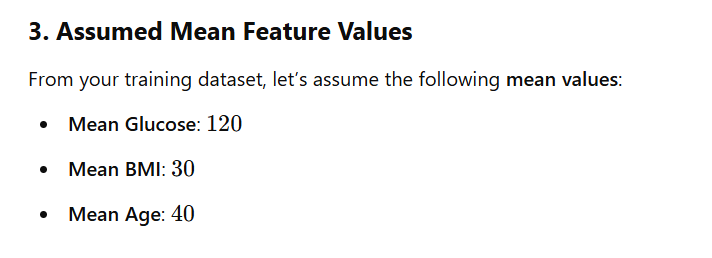 3. Assumed Mean Feature Values
From your training dataset, let’s assume the following mean values:
• Mean Glucose: 120
• Mean BMI: 30
• Mean Age: 40